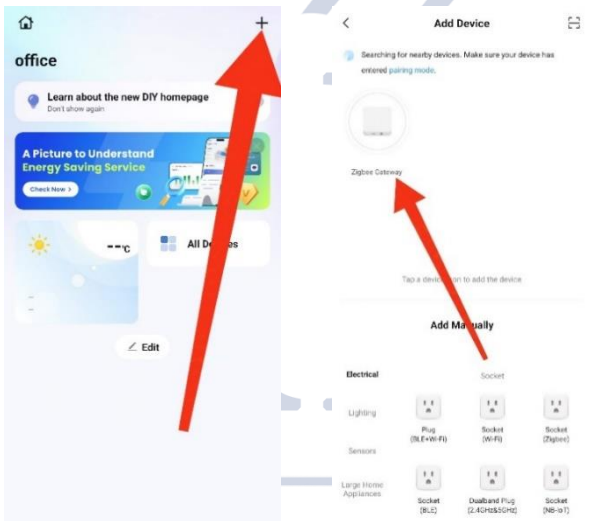 office
Learn about the new DIY homepage
Don't show again
A Picture to Understand
Energy Saving Service
Check Now >
--°C
All Devices
--
Edit
Add Device
Searching for nearby devices. Make sure your device has
entered pairing mode.
Zigbee Gateway
Tap a device icon to add the device
Add Manually
Electrical
Socket
Lighting
Plug
(BLE+Wi-Fi)
Socket
(Wi-Fi)
Socket
(Zigbee)
Sensors
Large Home
Appliances
Socket
(BLE)
Dualband Plug
(2.4GHz&5GHz)
Socket
(NB-IoT)